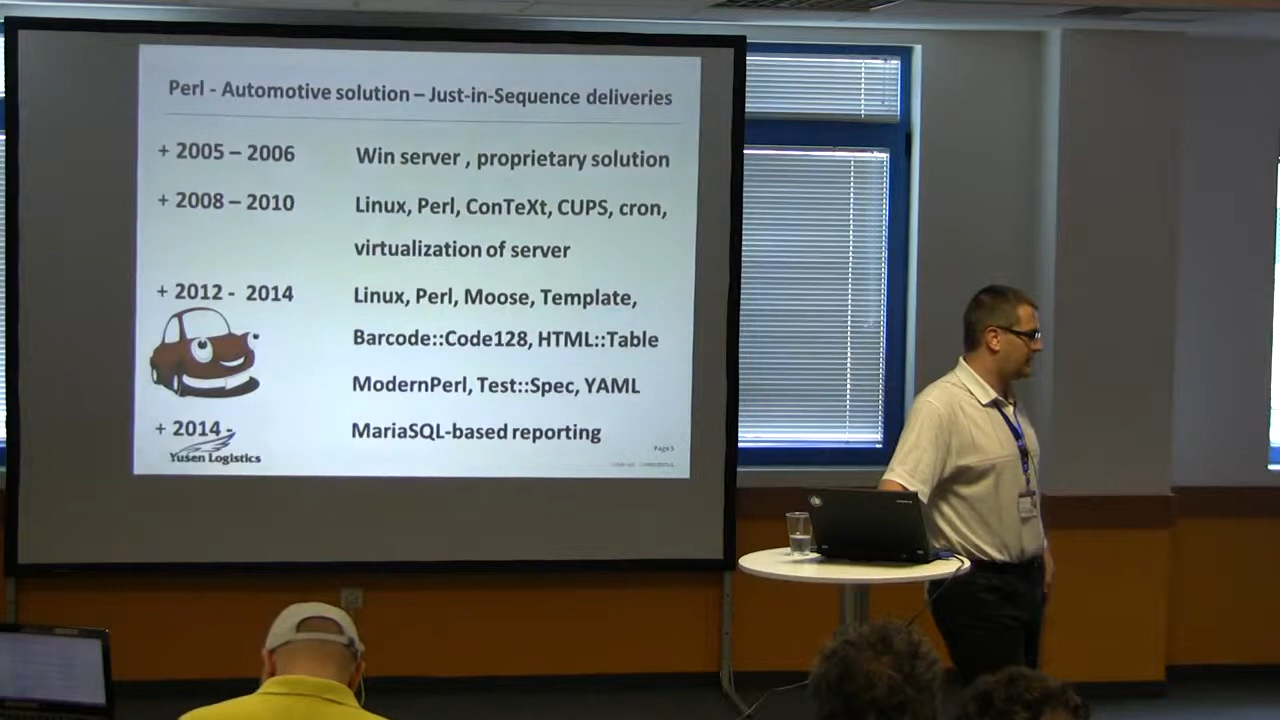 Perl - Automotive solution – Just-in-Sequence deliveries
+ 2005 – 2006 Win server , proprietary solution
+ 2008 – 2010 Linux, Perl, ConTeXt, CUPS, cron,
virtualization of server
+ 2012 - 2014 Linux, Perl, Moose, Template,
Barcode::Code128, HTML::Table
ModernPerl, Test::Spec, YAML
+ 2014 - MariaSQL-based reporting
Page 5
Yusen Logistics